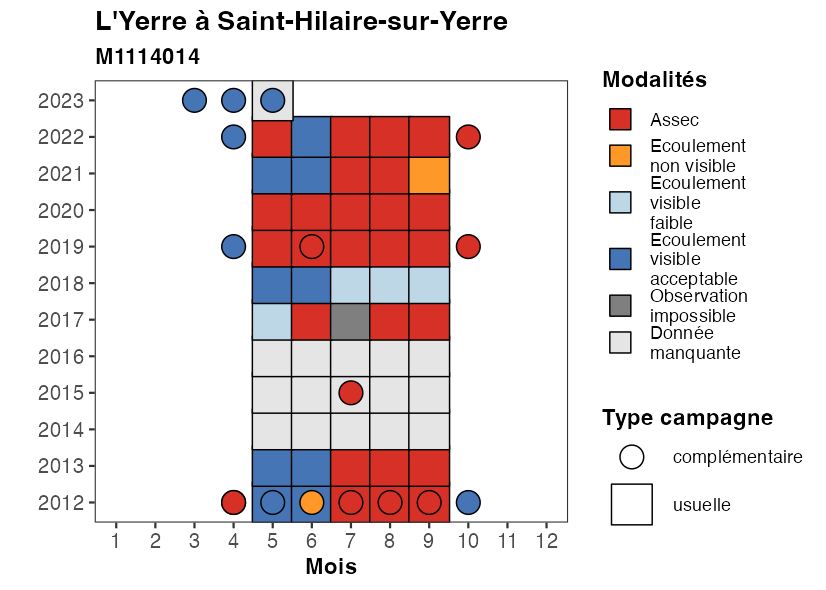 L'Yerre à Saint-Hilaire-sur-Yerre
M1114014
2023
2022
2021
2020
2019
2018
2017
2016
2015
2014
2013
2012
1 2 3 4 5 6 7 8 9 10 11 12
Mois
Modalités
Assec
Ecoulement
non visible
Ecoulement
visible
faible
Ecoulement
visible
acceptable
Observation
impossible
Donnée
manquante
Type campagne
complémentaire
usuelle